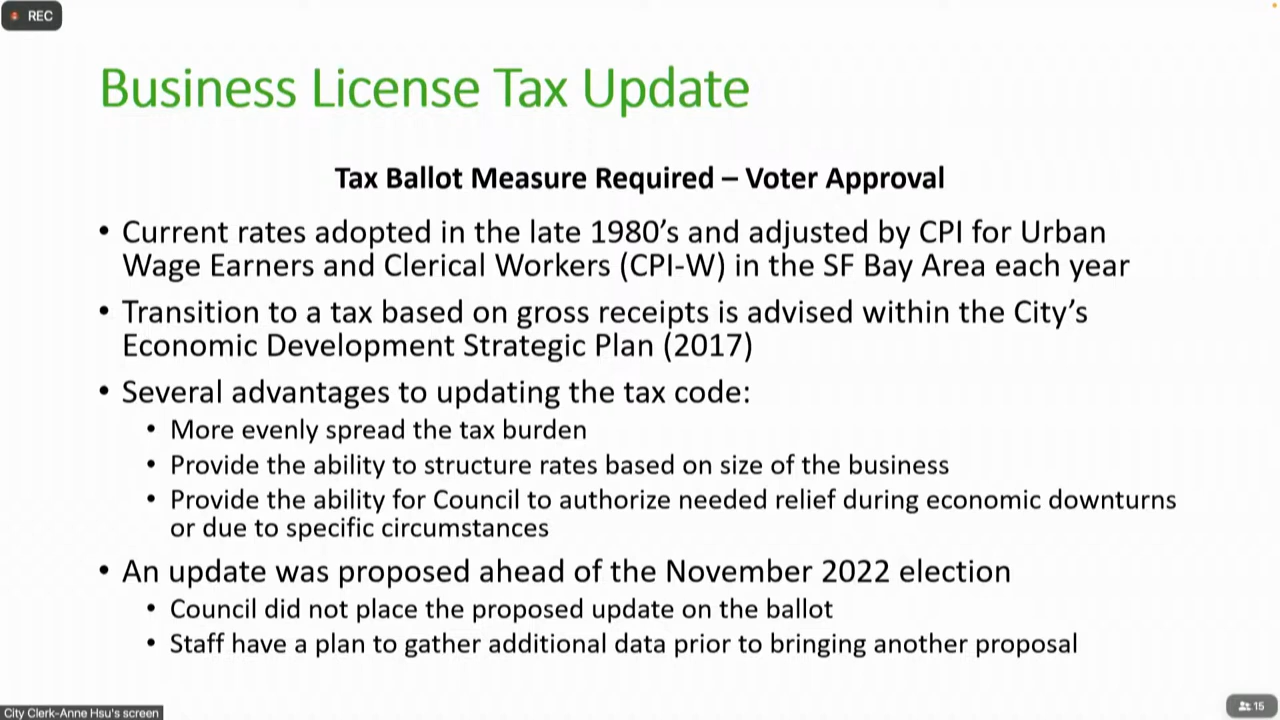 REC
Business License Tax Update
Tax Ballot Measure Required – Voter Approval
• Current rates adopted in the late 1980’s and adjusted by CPI for Urban
Wage Earners and Clerical Workers (CPI-W) in the SF Bay Area each year
• Transition to a tax based on gross receipts is advised within the City’s
Economic Development Strategic Plan (2017)
• Several advantages to updating the tax code:
• More evenly spread the tax burden
• Provide the ability to structure rates based on size of the business
• Provide the ability for Council to authorize needed relief during economic downturns
or due to specific circumstances
• An update was proposed ahead of the November 2022 election
• Council did not place the proposed update on the ballot
• Staff have a plan to gather additional data prior to bringing another proposal
City Clerk-Anne Hsu's screen
15